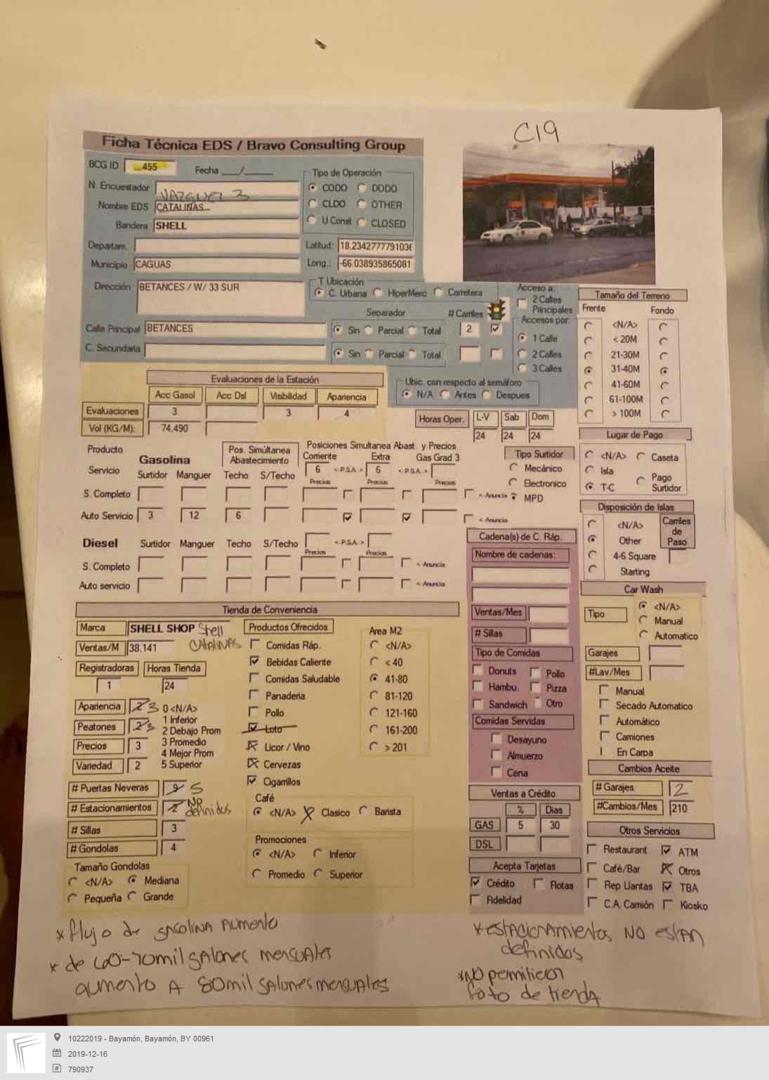 C19
Ficha Técnica EDS / Bravo Consulting Group
BCG ID 455 Fecha __/____
N. Encuestador VAZQUEZ 3
Nombre EDS CATALINAS...
Bandera SHELL
Tipo de Operación
CODO DODO
CLDO OTHER
U Const CLOSED
Departam.
Municipio CAGUAS
Latitud: 18.234277779103
Long.: -66.038935865081
Dirección BETANCES / W/ 33 SUR
T Ubicación
C. Urbana HiperMerc Carretera
Separador # Carriles
Calle Principal BETANCES Sin Parcial Total 2
C. Secundaria Sin Parcial Total
Acceso a:
2 Calles
Principales
Accesos por:
1 Calle
2 Calles
3 Calles
Ubic. con respecto al semáforo
N/A Antes Despues
Tamaño del Terreno
Frente Fondo
<N/A>
< 20M
21-30M
31-40M
41-60M
61-100M
> 100M
Evaluaciones de la Estación
Acc Gasol Acc Dsl Visbilidad Apariencia
Evaluaciones 3 3 4
Vol (KG/M): 74,490
Horas Oper. L-V Sab Dom
24 24 24
Lugar de Pago
<N/A> Caseta
Isla Pago
T-C Surtidor
Producto Gasolina
Servicio Surtidor Manguer
Pos. Simultánea
Abastecimiento
Techo S/Techo
Posiciones Simultanea Abast. y Precios
Corriente Extra Gas Grad 3
6 <-P.S.A-> 6 <-P.S.A->
Precios Precios Precios
S. Completo <-Anuncia
Auto Servicio 3 12 6 <-Anuncia
Tipo Surtidor
Mecánico
Electronico
MPD
Disposición de Islas
<N/A>
Other
4-6 Square
Starting
Carriles
de
Paso
Diesel Surtidor Manguer Techo S/Techo <-P.S.A->
Precios Precios
S. Completo <-Anuncia
Auto servicio <-Anuncia
Cadena(s) de C. Ráp.
Nombre de cadenas:
Ventas/Mes
# Sillas
Tipo de Comidas
Donuts Pollo
Hambu. Pizza
Sandwich Otro
Comidas Servidas
Desayuno
Almuerzo
Cena
Car Wash
Tipo <N/A>
Manual
Automatico
Garajes
#Lav/Mes
Manual
Secado Automatico
Automático
Camiones
En Carpa
Tienda de Conveniencia
Marca SHELL SHOP Shell
CATALINAS
Ventas/M 38,141
Registradoras Horas Tienda
1 24
Apariencia 2 3
Peatones 2 3
Precios 3
Variedad 2
0 <N/A>
1 Inferior
2 Debajo Prom
3 Promedio
4 Mejor Prom
5 Superior
# Puertas Neveras 5
# Estacionamientos 2 NO
definidos
# Sillas 3
# Gondolas 4
Tamaño Gondolas
<N/A> Mediana
Pequeña Grande
Productos Ofrecidos
Comidas Ráp.
Bebidas Caliente
Comidas Saludable
Panaderia
Pollo
Loto
Licor / Vino
Cervezas
Cigarrillos
Area M2
<N/A>
< 40
41-80
81-120
121-160
161-200
> 201
Café
<N/A> Clasico Barista
Promociones
<N/A> Inferior
Promedio Superior
Ventas a Crédito
% Dias
GAS 5 30
DSL
Acepta Tarjetas
Crédito Flotas
Fidelidad
Cambios Aceite
# Garajes 2
#Cambios/Mes 210
Otros Servicios
Restaurant ATM
Café/Bar Otros
Rep Llantas TBA
C.A. Camión Kiosko
* flujo de gasolina aumento
* de 60-70mil galones mensuales
aumento A 80mil galones mensuales
* estacionamientos NO estan
definidos
*NO permiticon
foto de tienda
10222019 - Bayamón, Bayamón, BY 00961
2019-12-16
790937